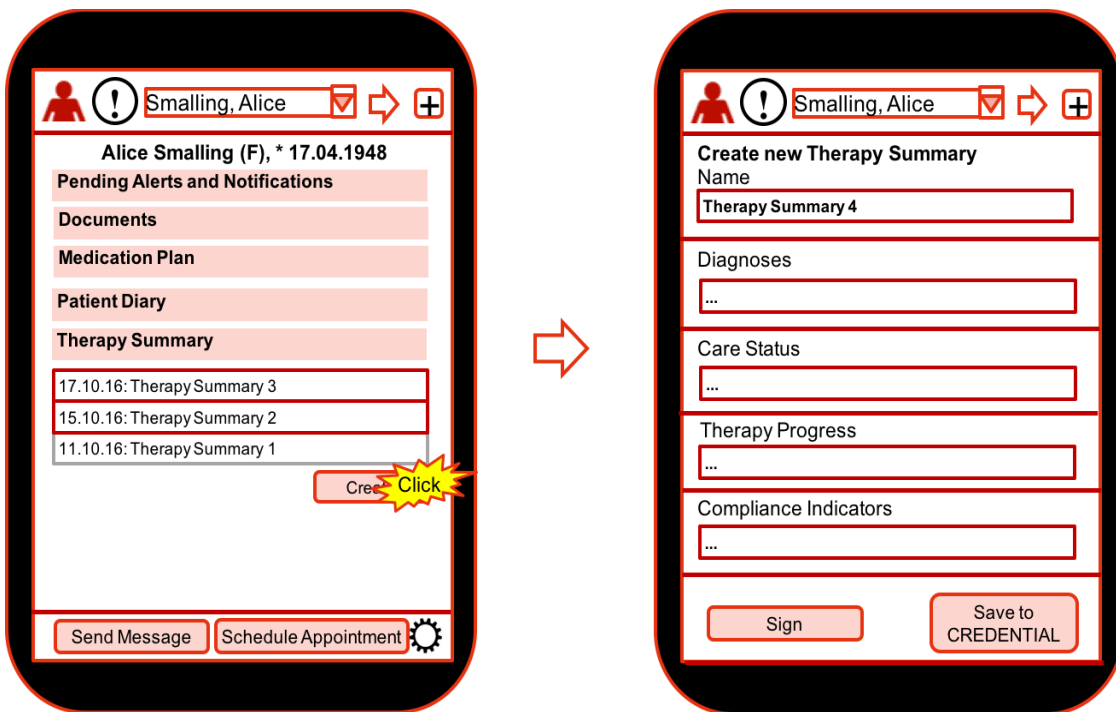 Smalling, Alice
+
Alice Smalling (F), * 17.04.1948
Pending Alerts and Notifications
Documents
Medication Plan
Patient Diary
Therapy Summary
17.10.16: Therapy Summary 3
15.10.16: Therapy Summary 2
11.10.16: Therapy Summary 1
Click
Send Message
Schedule Appointment
Smalling, Alice
+
Create new Therapy Summary
Name
Therapy Summary 4
Diagnoses
...
Care Status
...
Therapy Progress
...
Compliance Indicators
...
Sign
Save to
CREDENTIAL